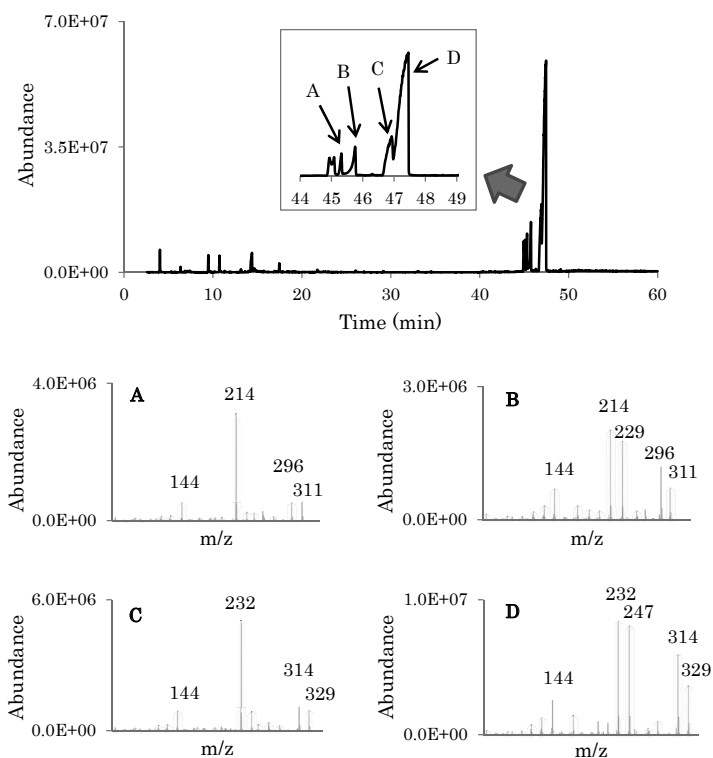 7.0E+07
3.5E+07
0.0E+00
Abundance
0 10 20 30 40 50 60
Time (min)
A
B
C
D
44 45 46 47 48 49
A
4.0E+06
0.0E+00
Abundance
144
214
296
311
m/z
B
3.0E+06
0.0E+00
Abundance
144
214
229
296
311
m/z
C
6.0E+06
0.0E+00
Abundance
144
232
314
329
m/z
D
1.0E+07
0.0E+00
Abundance
144
232
247
314
329
m/z